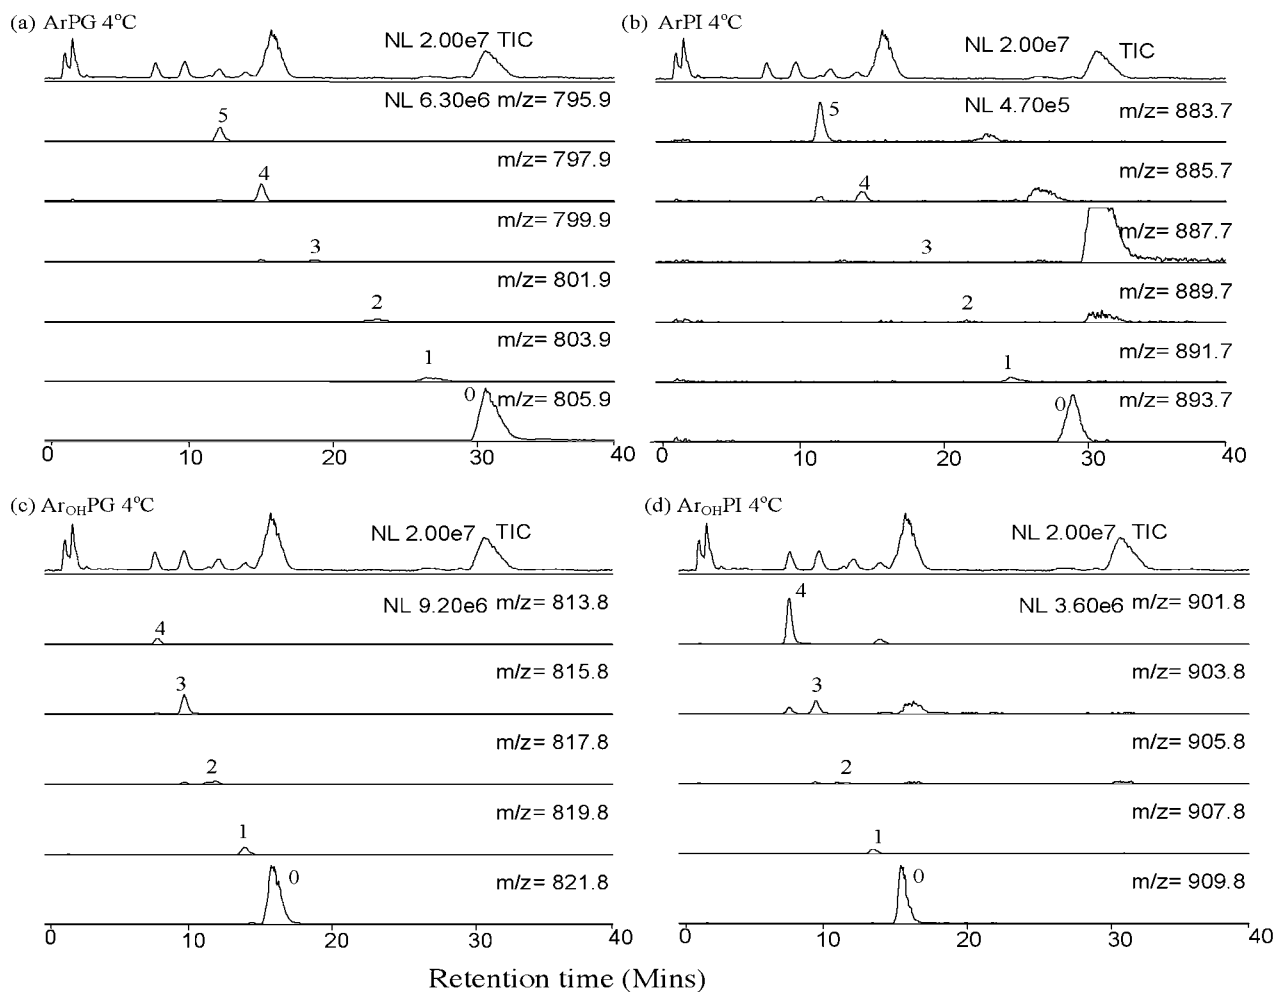 (a) ArPG 4°C
NL 2.00e7 TIC
NL 6.30e6 m/z= 795.9
5
m/z= 797.9
4
m/z= 799.9
3
m/z= 801.9
2
m/z= 803.9
1
m/z= 805.9
0
0 10 20 30 40
(b) ArPI 4°C
NL 2.00e7 TIC
NL 4.70e5 m/z= 883.7
5
m/z= 885.7
4
m/z= 887.7
3
m/z= 889.7
2
m/z= 891.7
1
m/z= 893.7
0
0 10 20 30 40
(c) ArOHPG 4°C
NL 2.00e7 TIC
NL 9.20e6 m/z= 813.8
4
m/z= 815.8
3
m/z= 817.8
2
m/z= 819.8
1
m/z= 821.8
0
0 10 20 30 40
(d) ArOHPI 4°C
NL 2.00e7 TIC
4
NL 3.60e6 m/z= 901.8
m/z= 903.8
3
m/z= 905.8
2
m/z= 907.8
1
m/z= 909.8
0
0 10 20 30 40
Retention time (Mins)